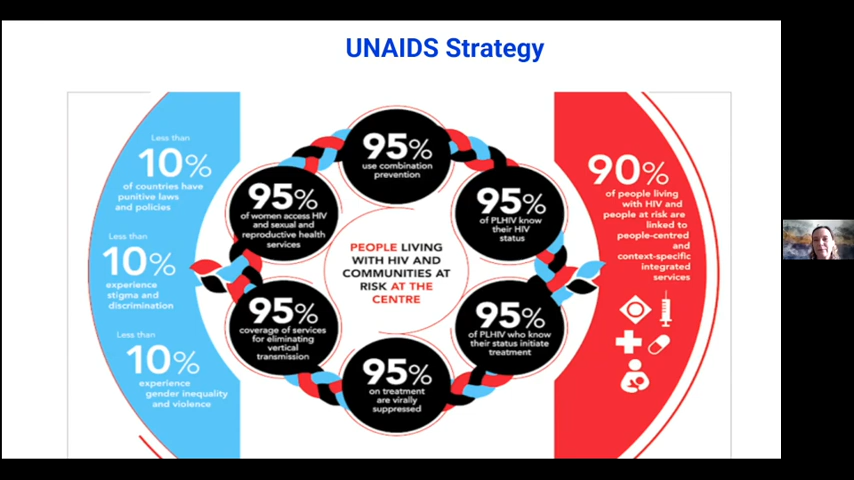 UNAIDS Strategy
Less than
10%
of countries have
punitive laws
and policies
Less than
10%
experience
stigma and
discrimination
Less than
10%
experience
gender inequality
and violence
95%
use combination
prevention
95%
of PLHIV know
their HIV
status
95%
of PLHIV who know
their status initiate
treatment
95%
on treatment
are virally
suppressed
95%
coverage of services
for eliminating
vertical
transmission
95%
of women access HIV
and sexual and
reproductive health
services
PEOPLE LIVING
WITH HIV AND
COMMUNITIES AT
RISK AT THE
CENTRE
90%
of people living
with HIV and
people at risk are
linked to
people-centred
and
context-specific
integrated
services